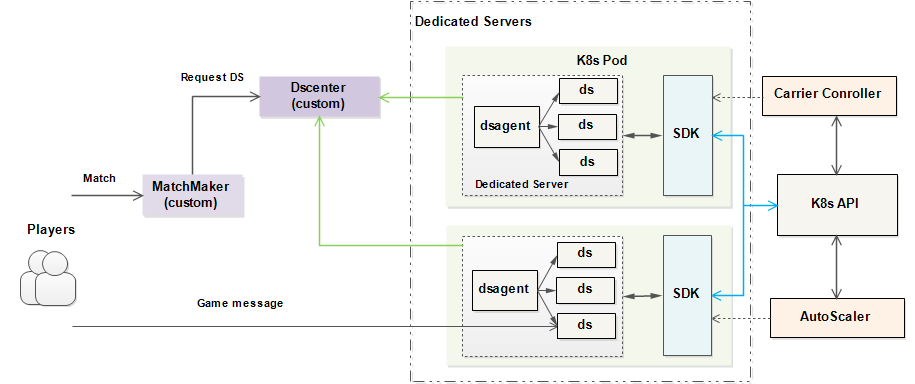 Dedicated Servers
K8s Pod
Request DS
Dscenter
(custom)
dsagent
ds
ds
ds
Dedicated Server
SDK
Carrier Conroller
Match
MatchMaker
(custom)
K8s API
Players
Game message
dsagent
ds
ds
ds
SDK
AutoScaler